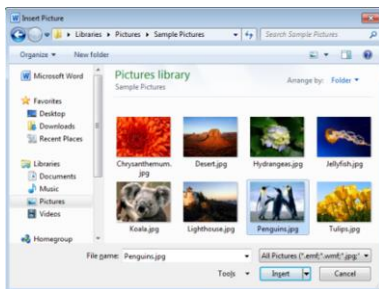 Insert Picture
Libraries ▸ Pictures ▸ Sample Pictures
Search Sample Pictures
Organize
New folder
Microsoft Word
Pictures library
Sample Pictures
Arrange by: Folder
Favorites
Desktop
Downloads
Recent Places
Chrysanthemum.jpg
Desert.jpg
Hydrangeas.jpg
Jellyfish.jpg
Libraries
Documents
Music
Pictures
Videos
Homegroup
Koala.jpg
Lighthouse.jpg
Penguins.jpg
Tulips.jpg
File name: Penguins.jpg
All Pictures (*.emf;*.wmf;*.jpg;*
Tools
Insert
Cancel